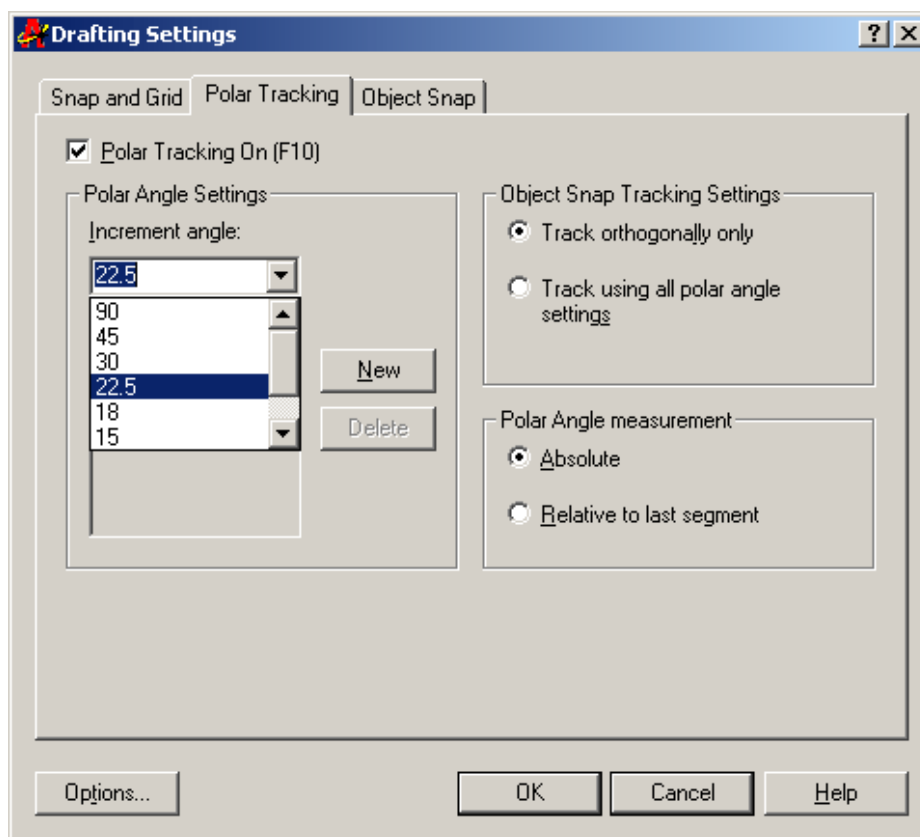 Drafting Settings
Snap and Grid
Polar Tracking
Object Snap
Polar Tracking On (F10)
Polar Angle Settings
Increment angle:
22.5
90
45
30
22.5
18
15
New
Delete
Object Snap Tracking Settings
Track orthogonally only
Track using all polar angle
settings
Polar Angle measurement
Absolute
Relative to last segment
Options...
OK
Cancel
Help